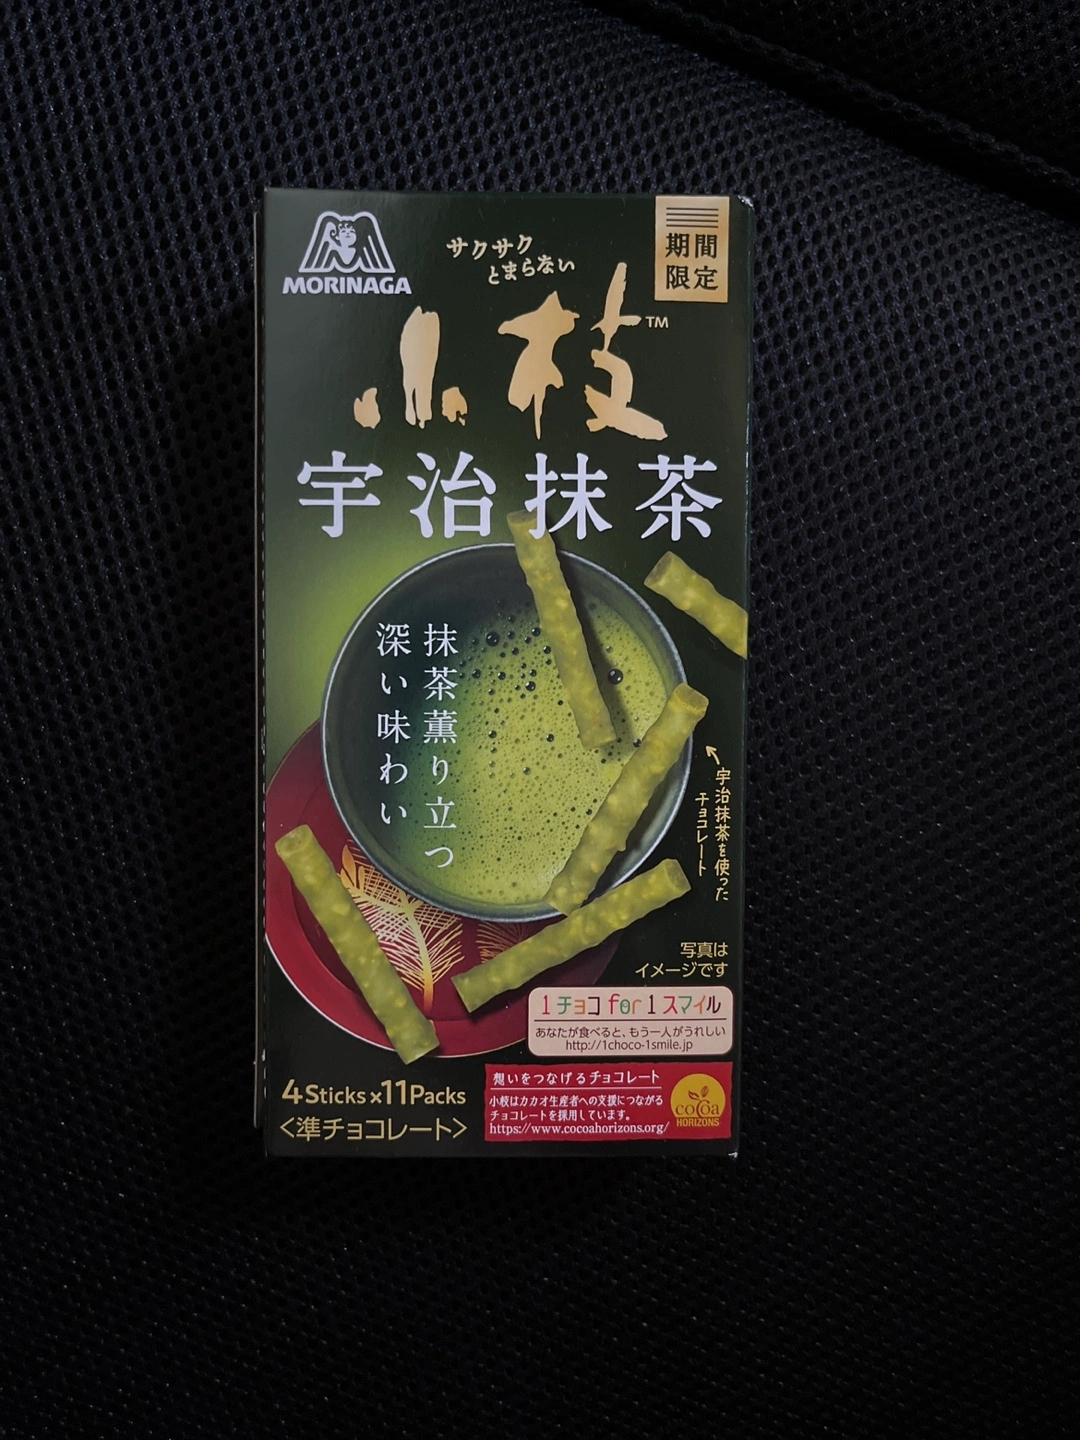 MORINAGA
サクサク
とまらない
期間
限定
小枝™
宇治抹茶
抹茶薫り立つ
深い味わい
宇治抹茶を使った
チョコレート
写真は
イメージです
1チョコ for 1スマイル
あなたが食べると、もう一人がうれしい
http://1choco-1smile.jp
4Sticks×11Packs
<準チョコレート>
想いをつなげるチョコレート
小枝はカカオ生産者への支援につながる
チョコレートを採用しています。
https://www.cocoahorizons.org/
cocoa
HORIZONS